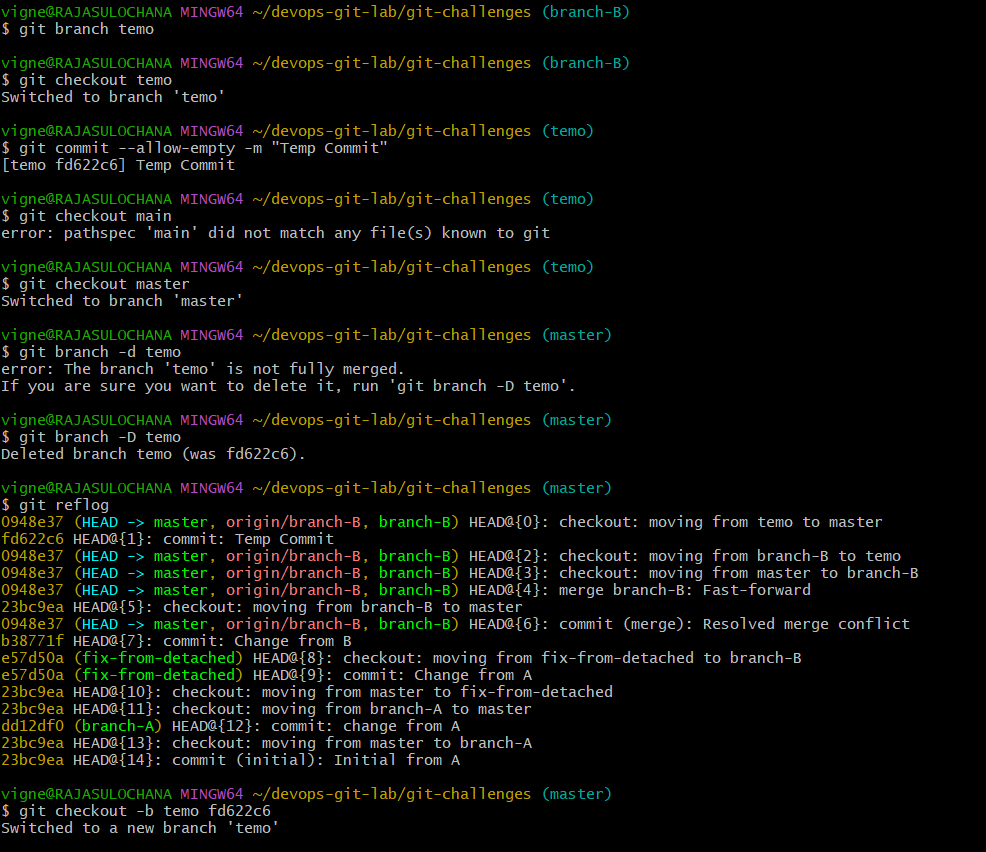 vigne@RAJASULOCHANA MINGW64 ~/devops-git-lab/git-challenges (branch-B)
$ git branch temo
vigne@RAJASULOCHANA MINGW64 ~/devops-git-lab/git-challenges (branch-B)
$ git checkout temo
Switched to branch 'temo'
vigne@RAJASULOCHANA MINGW64 ~/devops-git-lab/git-challenges (temo)
$ git commit --allow-empty -m "Temp Commit"
[temo fd622c6] Temp Commit
vigne@RAJASULOCHANA MINGW64 ~/devops-git-lab/git-challenges (temo)
$ git checkout main
error: pathspec 'main' did not match any file(s) known to git
vigne@RAJASULOCHANA MINGW64 ~/devops-git-lab/git-challenges (temo)
$ git checkout master
Switched to branch 'master'
vigne@RAJASULOCHANA MINGW64 ~/devops-git-lab/git-challenges (master)
$ git branch -d temo
error: The branch 'temo' is not fully merged.
If you are sure you want to delete it, run 'git branch -D temo'.
vigne@RAJASULOCHANA MINGW64 ~/devops-git-lab/git-challenges (master)
$ git branch -D temo
Deleted branch temo (was fd622c6).
vigne@RAJASULOCHANA MINGW64 ~/devops-git-lab/git-challenges (master)
$ git reflog
0948e37 (HEAD -> master, origin/branch-B, branch-B) HEAD@{0}: checkout: moving from temo to master
fd622c6 HEAD@{1}: commit: Temp Commit
0948e37 (HEAD -> master, origin/branch-B, branch-B) HEAD@{2}: checkout: moving from branch-B to temo
0948e37 (HEAD -> master, origin/branch-B, branch-B) HEAD@{3}: checkout: moving from master to branch-B
0948e37 (HEAD -> master, origin/branch-B, branch-B) HEAD@{4}: merge branch-B: Fast-forward
23bc9ea HEAD@{5}: checkout: moving from branch-B to master
0948e37 (HEAD -> master, origin/branch-B, branch-B) HEAD@{6}: commit (merge): Resolved merge conflict
b38771f HEAD@{7}: commit: Change from B
e57d50a (fix-from-detached) HEAD@{8}: checkout: moving from fix-from-detached to branch-B
e57d50a (fix-from-detached) HEAD@{9}: commit: Change from A
23bc9ea HEAD@{10}: checkout: moving from master to fix-from-detached
23bc9ea HEAD@{11}: checkout: moving from branch-A to master
dd12df0 (branch-A) HEAD@{12}: commit: change from A
23bc9ea HEAD@{13}: checkout: moving from master to branch-A
23bc9ea HEAD@{14}: commit (initial): Initial from A
vigne@RAJASULOCHANA MINGW64 ~/devops-git-lab/git-challenges (master)
$ git checkout -b temo fd622c6
Switched to a new branch 'temo'